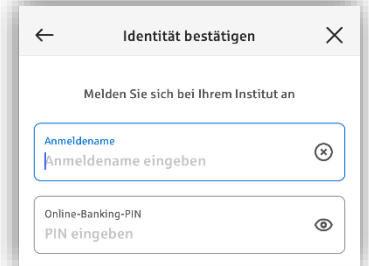 Identität bestätigen
Melden Sie sich bei Ihrem Institut an
Anmeldename
Anmeldename eingeben
Online-Banking-PIN
PIN eingeben